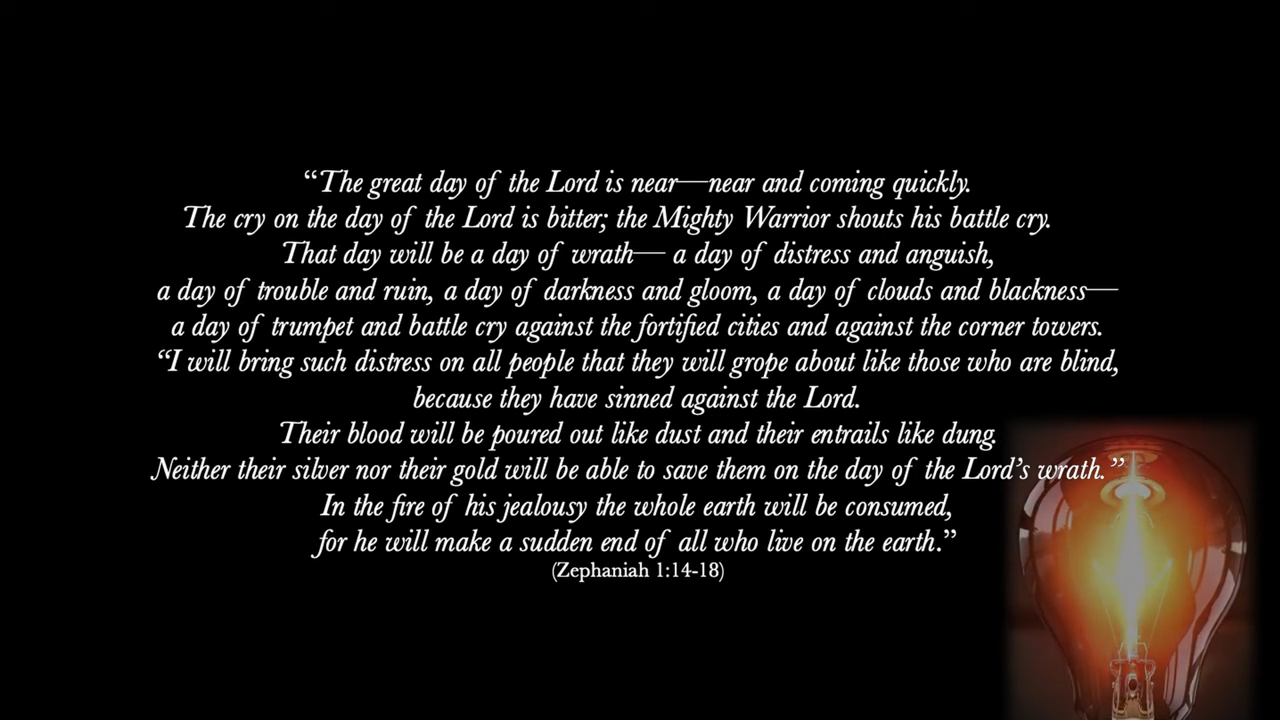 “The great day of the Lord is near—near and coming quickly.
The cry on the day of the Lord is bitter; the Mighty Warrior shouts his battle cry.
That day will be a day of wrath— a day of distress and anguish,
a day of trouble and ruin, a day of darkness and gloom, a day of clouds and blackness—
a day of trumpet and battle cry against the fortified cities and against the corner towers.
“I will bring such distress on all people that they will grope about like those who are blind,
because they have sinned against the Lord.
Their blood will be poured out like dust and their entrails like dung.
Neither their silver nor their gold will be able to save them on the day of the Lord’s wrath.”
In the fire of his jealousy the whole earth will be consumed,
for he will make a sudden end of all who live on the earth.”
(Zephaniah 1:14-18)